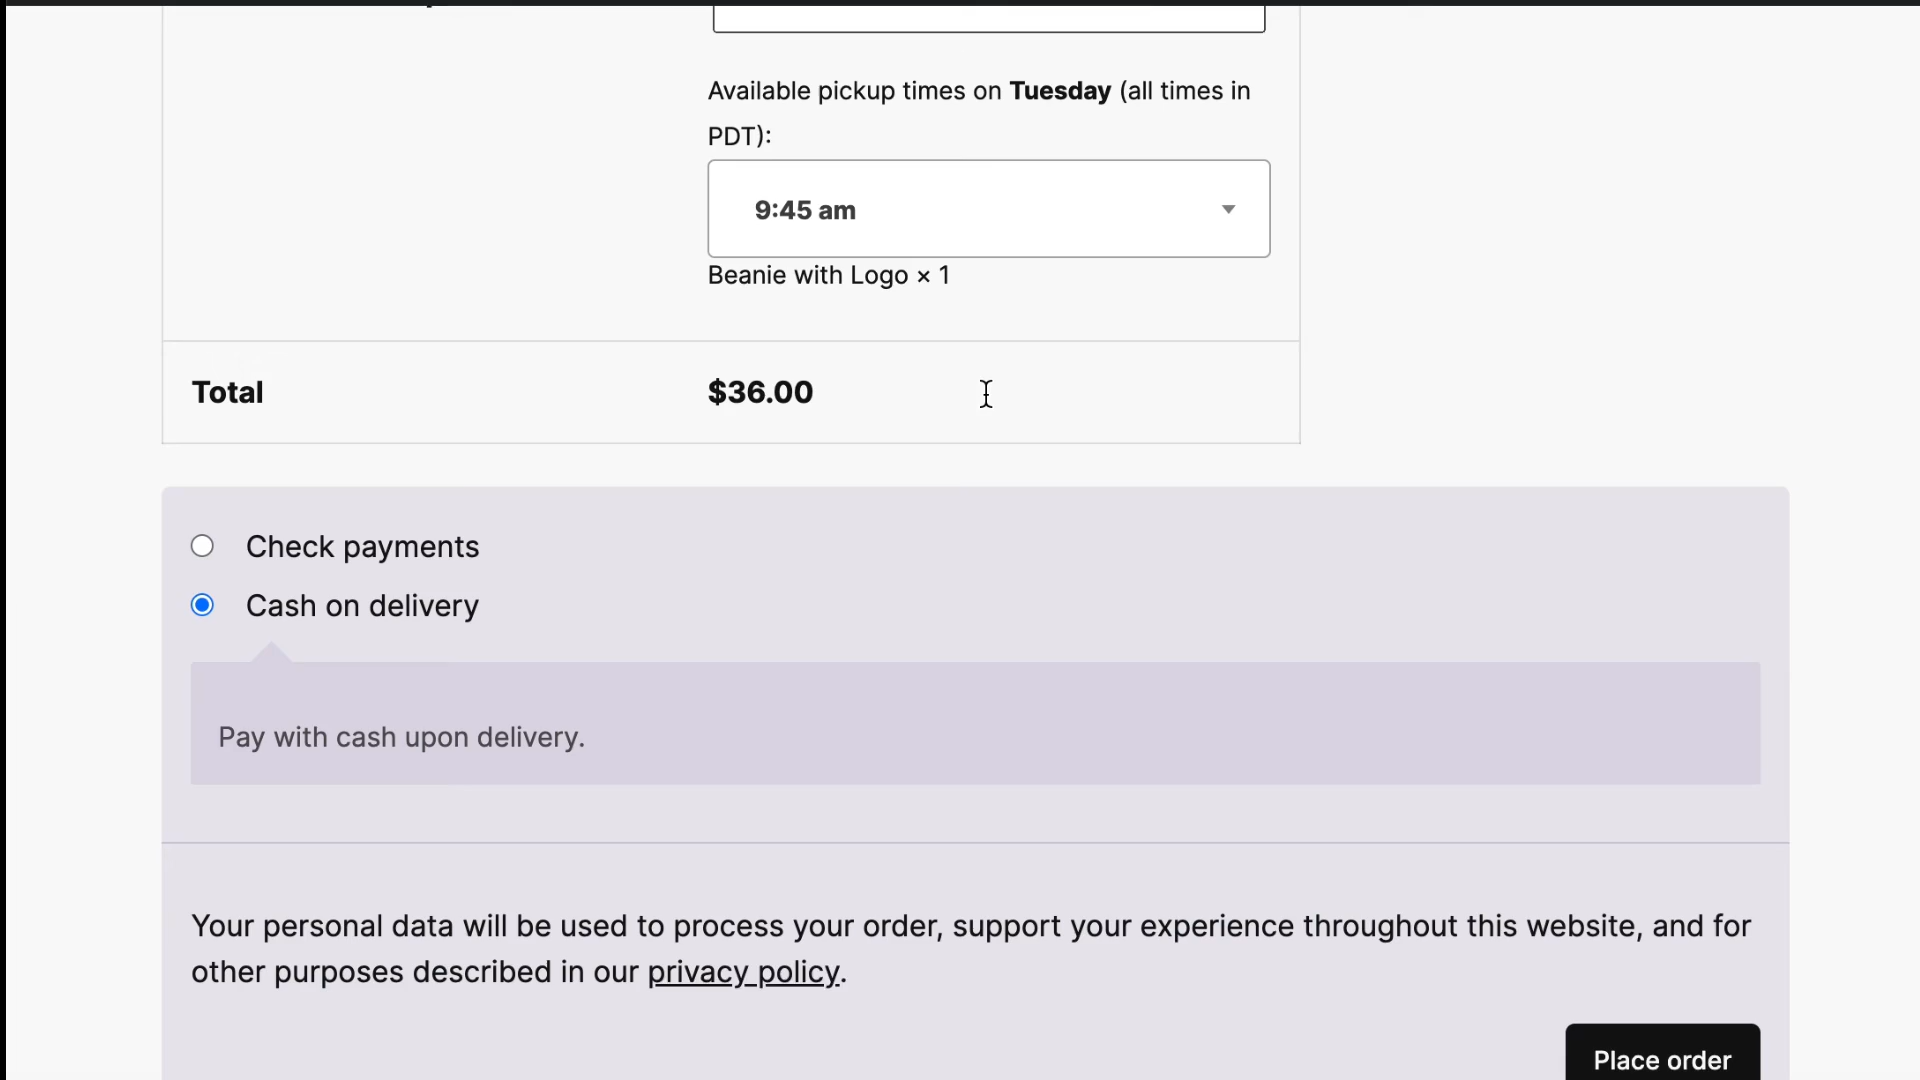 Available pickup times on Tuesday (all times in
PDT):
9:45 am
Beanie with Logo × 1
Total $36.00
Check payments
Cash on delivery
Pay with cash upon delivery.
Your personal data will be used to process your order, support your experience throughout this website, and for
other purposes described in our privacy policy.
Place order